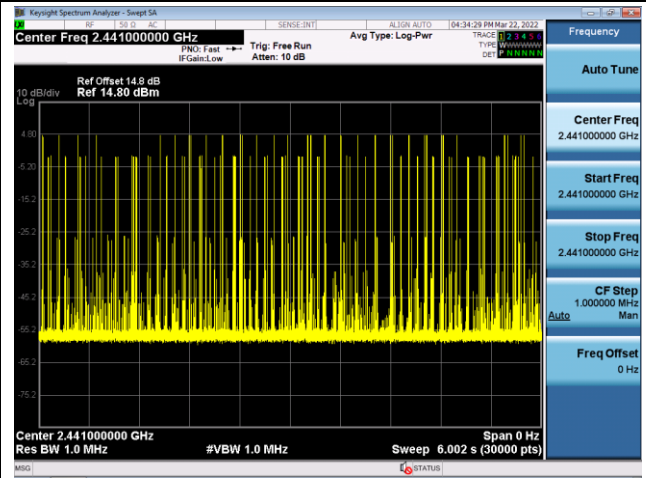 Keysight Spectrum Analyzer - Swept SA
RF 50 Ω AC SENSE:INT ALIGN AUTO 04:34:29 PM Mar 22, 2022
Center Freq 2.441000000 GHz
PNO: Fast
IFGain:Low
Trig: Free Run
Atten: 10 dB
Avg Type: Log-Pwr
TRACE 1 2 3 4 5 6
TYPE WWWWWW
DET P N N N N N
Ref Offset 14.8 dB
10 dB/div Ref 14.80 dBm
Log
4.80
-5.20
-15.2
-25.2
-35.2
-45.2
-55.2
-65.2
-75.2
Center 2.441000000 GHz Span 0 Hz
Res BW 1.0 MHz #VBW 1.0 MHz Sweep 6.002 s (30000 pts)
MSG STATUS
Frequency
Auto Tune
Center Freq
2.441000000 GHz
Start Freq
2.441000000 GHz
Stop Freq
2.441000000 GHz
CF Step
1.000000 MHz
Auto Man
Freq Offset
0 Hz